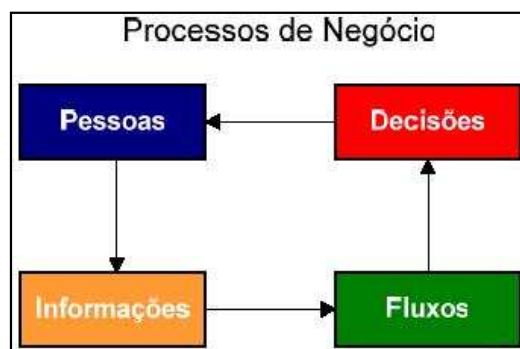 Processos de Negócio
Pessoas
Decisões
Informações
Fluxos